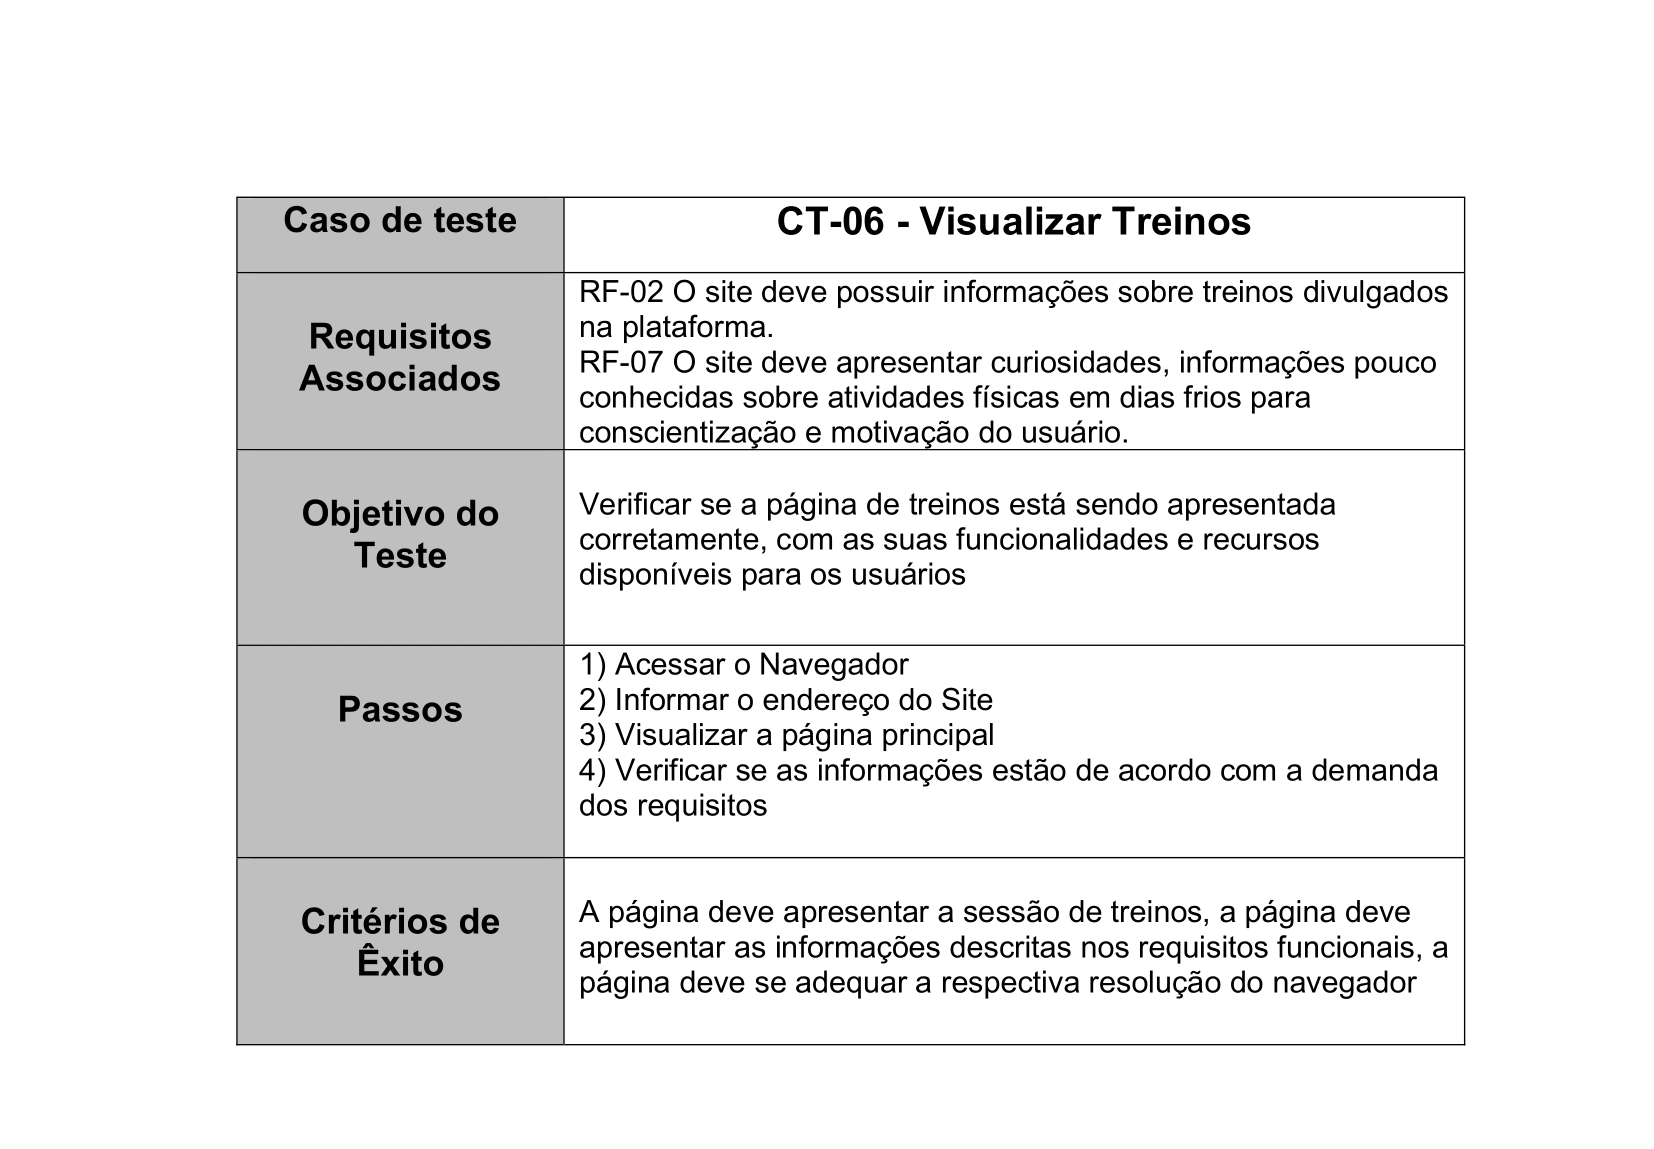 Caso de teste
CT-06 - Visualizar Treinos
Requisitos
Associados
RF-02 O site deve possuir informações sobre treinos divulgados
na plataforma.
RF-07 O site deve apresentar curiosidades, informações pouco
conhecidas sobre atividades físicas em dias frios para
conscientização e motivação do usuário.
Objetivo do
Teste
Verificar se a página de treinos está sendo apresentada
corretamente, com as suas funcionalidades e recursos
disponíveis para os usuários
Passos
1) Acessar o Navegador
2) Informar o endereço do Site
3) Visualizar a página principal
4) Verificar se as informações estão de acordo com a demanda
dos requisitos
Critérios de
Êxito
A página deve apresentar a sessão de treinos, a página deve
apresentar as informações descritas nos requisitos funcionais, a
página deve se adequar a respectiva resolução do navegador